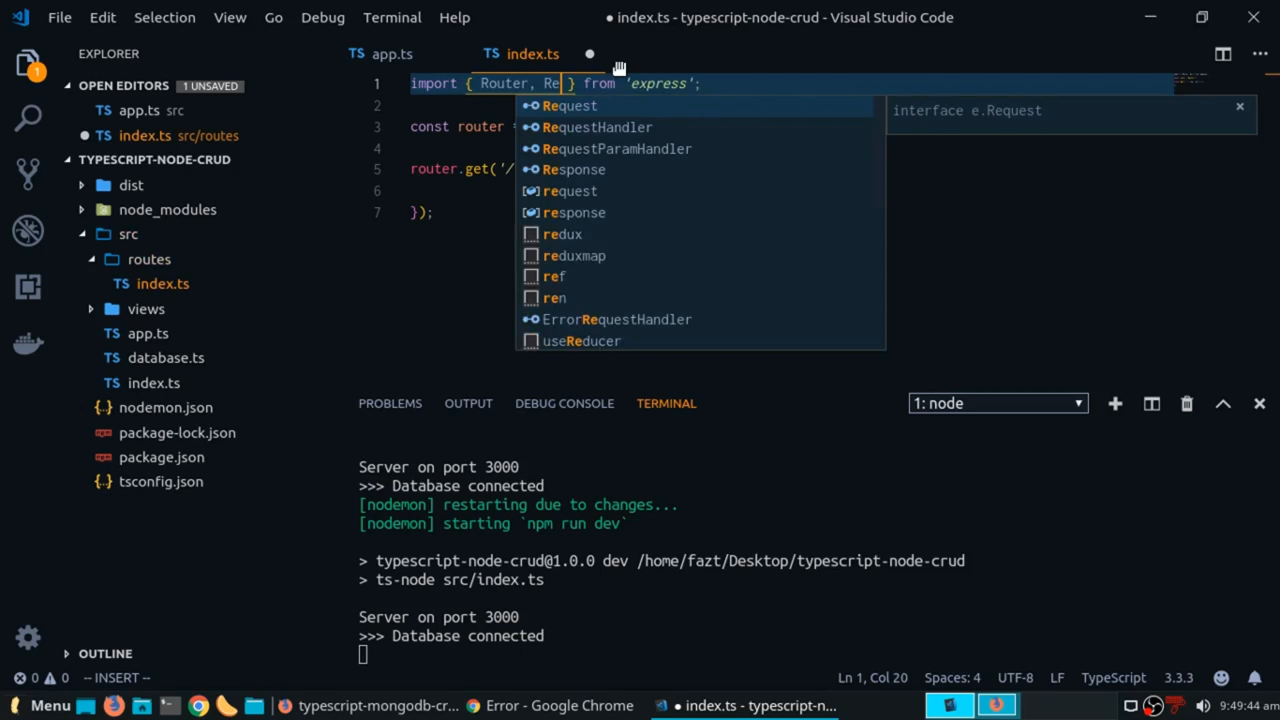 File Edit Selection View Go Debug Terminal Help
● index.ts - typescript-node-crud - Visual Studio Code
1
EXPLORER
OPEN EDITORS 1 UNSAVED
TS app.ts src
● TS index.ts src/routes
TYPESCRIPT-NODE-CRUD
dist
node_modules
src
routes
TS index.ts
views
TS app.ts
TS database.ts
TS index.ts
{..} nodemon.json
package-lock.json
package.json
{..} tsconfig.json
OUTLINE
TS app.ts TS index.ts ●
1 import { Router, Re } from 'express';
2
3 const router =
4
5 router.get('/
6
7 });
Request
RequestHandler
RequestParamHandler
Response
request
response
redux
reduxmap
ref
ren
ErrorRequestHandler
useReducer
interface e.Request
PROBLEMS OUTPUT DEBUG CONSOLE TERMINAL
1: node
Server on port 3000
>>> Database connected
[nodemon] restarting due to changes...
[nodemon] starting `npm run dev`
> typescript-node-crud@1.0.0 dev /home/fazt/Desktop/typescript-node-crud
> ts-node src/index.ts
Server on port 3000
>>> Database connected
0 0 -- INSERT -- Ln 1, Col 20 Spaces: 4 UTF-8 LF TypeScript 3.3.3
Menu typescript-mongodb-cr... Error - Google Chrome ● index.ts - typescript-n... 9:49:44 am